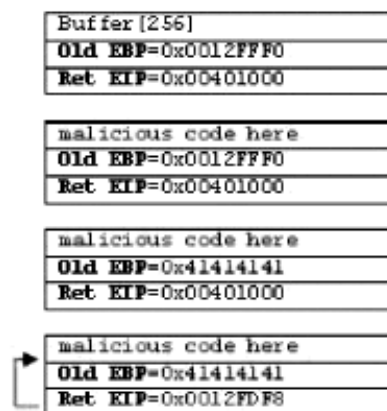 Buffer[256]
Old EBP=0x0012FFF0
Ret EIP=0x00401000
malicious code here
Old EBP=0x0012FFF0
Ret EIP=0x00401000
malicious code here
Old EBP=0x41414141
Ret EIP=0x00401000
malicious code here
Old EBP=0x41414141
Ret EIP=0x0012FDF8